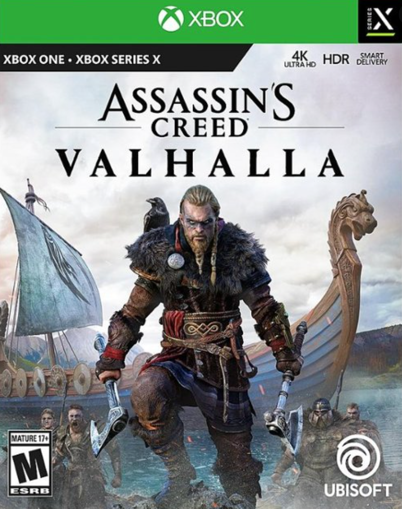 XBOX
SERIES X
XBOX ONE • XBOX SERIES X
4K
ULTRA HD
HDR
SMART
DELIVERY
ASSASSIN'S
CREED
VALHALLA
MATURE 17+
M
ESRB
UBISOFT